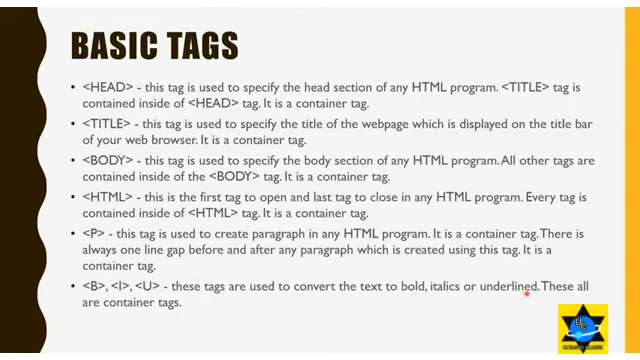 BASIC TAGS
• <HEAD> - this tag is used to specify the head section of any HTML program. <TITLE> tag is
contained inside of <HEAD> tag. It is a container tag.
• <TITLE> - this tag is used to specify the title of the webpage which is displayed on the title bar
of your web browser. It is a container tag.
• <BODY> - this tag is used to specify the body section of any HTML program. All other tags are
contained inside of the <BODY> tag. It is a container tag.
• <HTML> - this is the first tag to open and last tag to close in any HTML program. Every tag is
contained inside of <HTML> tag. It is a container tag.
• <P> - this tag is used to create paragraph in any HTML program. It is a container tag. There is
always one line gap before and after any paragraph which is created using this tag. It is a
container tag.
• <B>, <I>, <U> - these tags are used to convert the text to bold, italics or underlined. These all
are container tags.
UC